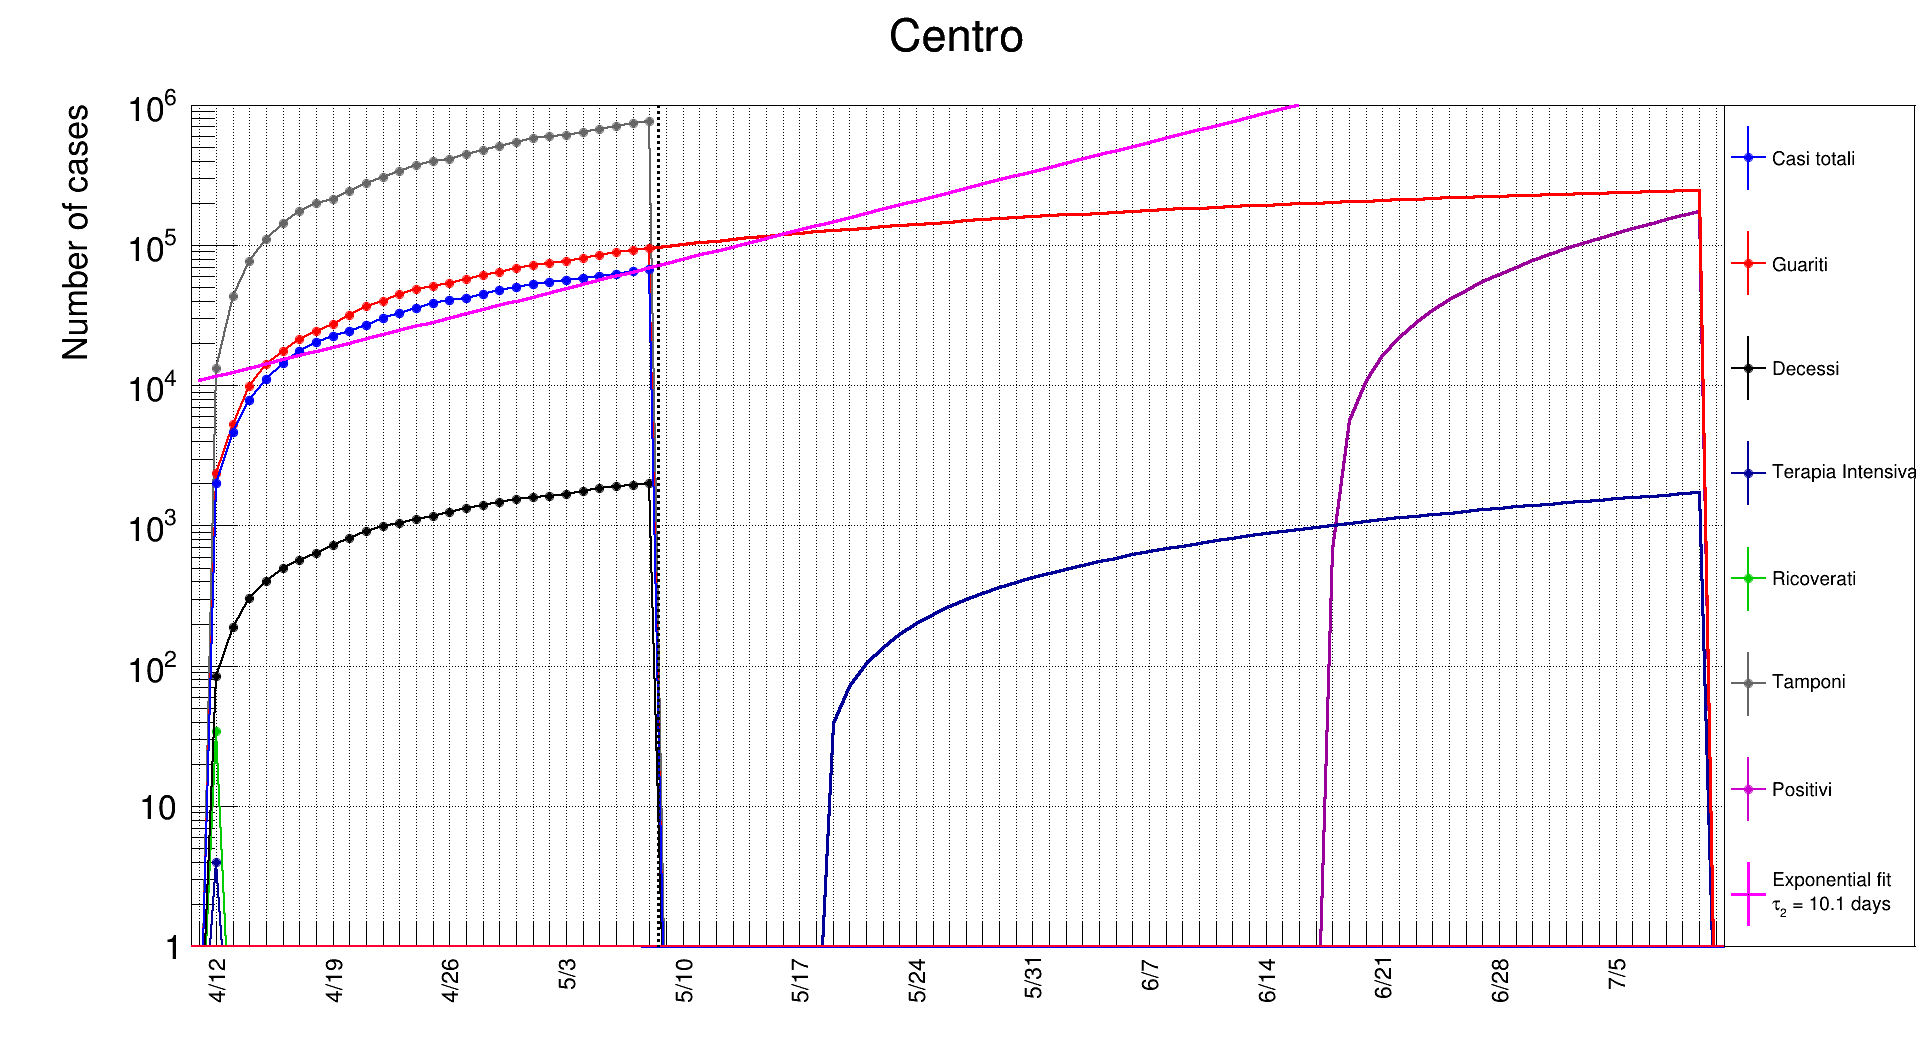 Centro
Number of cases
10^6
10^5
10^4
10^3
10^2
10
1
4/12
4/19
4/26
5/3
5/10
5/17
5/24
5/31
6/7
6/14
6/21
6/28
7/5
Casi totali
Guariti
Decessi
Terapia Intensiva
Ricoverati
Tamponi
Positivi
Exponential fit
τ₂ = 10.1 days